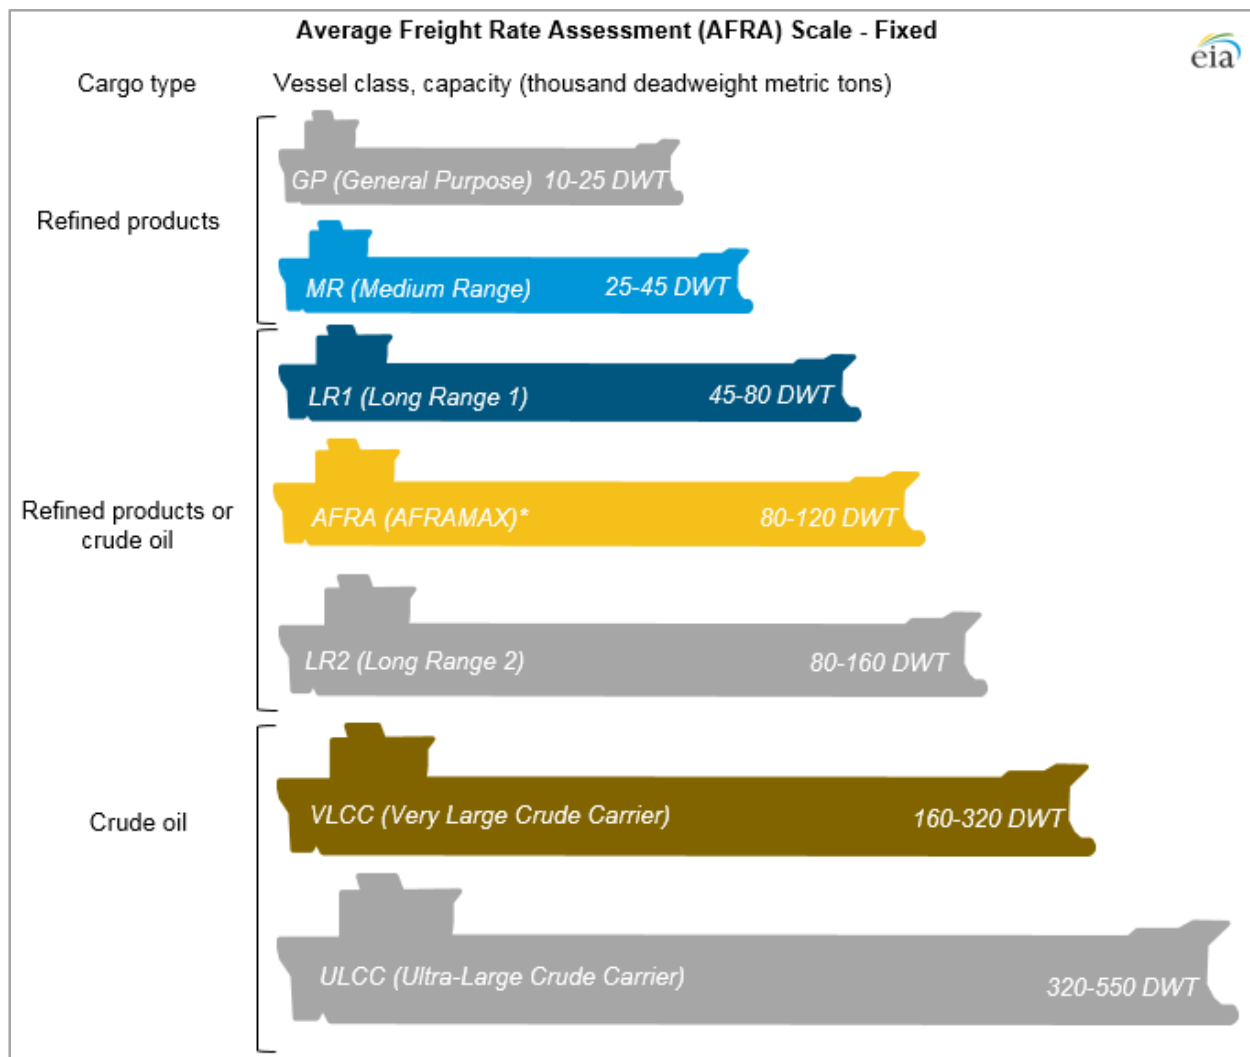 Average Freight Rate Assessment (AFRA) Scale - Fixed
eia
Cargo type
Vessel class, capacity (thousand deadweight metric tons)
Refined products
GP (General Purpose) 10-25 DWT
MR (Medium Range) 25-45 DWT
Refined products or
crude oil
LR1 (Long Range 1) 45-80 DWT
AFRA (AFRAMAX)* 80-120 DWT
LR2 (Long Range 2) 80-160 DWT
Crude oil
VLCC (Very Large Crude Carrier) 160-320 DWT
ULCC (Ultra-Large Crude Carrier) 320-550 DWT